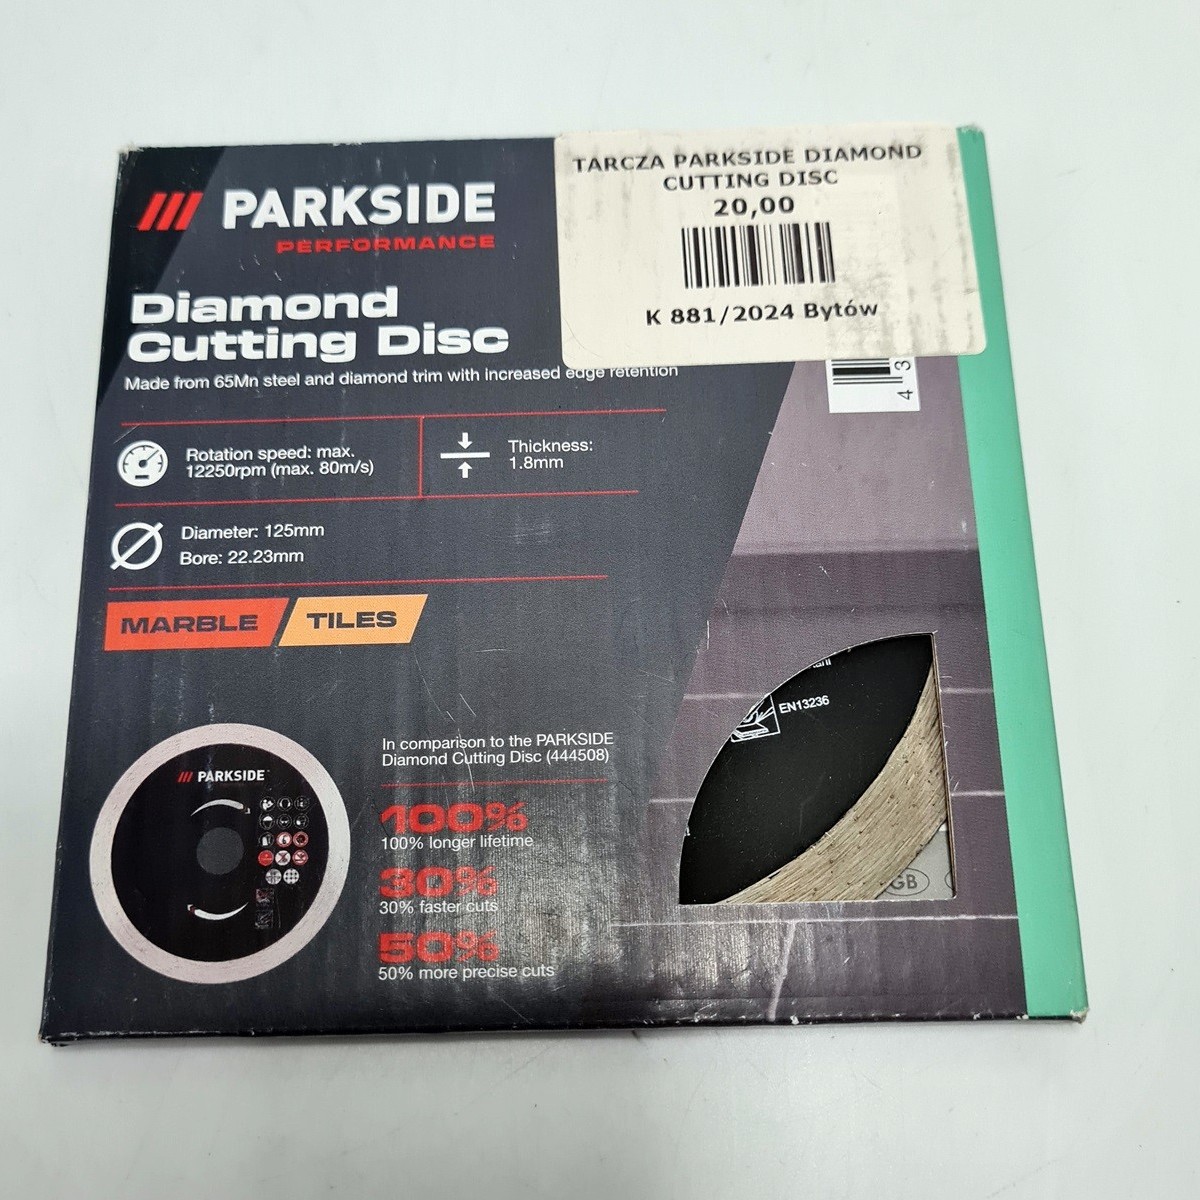 TARCZA PARKSIDE DIAMOND
CUTTING DISC
20,00
K 881/2024 Bytów
PARKSIDE
PERFORMANCE
Diamond
Cutting Disc
Made from 65Mn steel and diamond trim with increased edge retention
4 3
Rotation speed: max.
12250rpm (max. 80m/s)
Thickness:
1.8mm
Diameter: 125mm
Bore: 22.23mm
MARBLE
TILES
EN13236
GB
PARKSIDE
In comparison to the PARKSIDE
Diamond Cutting Disc (444508)
100%
100% longer lifetime
30%
30% faster cuts
50%
50% more precise cuts